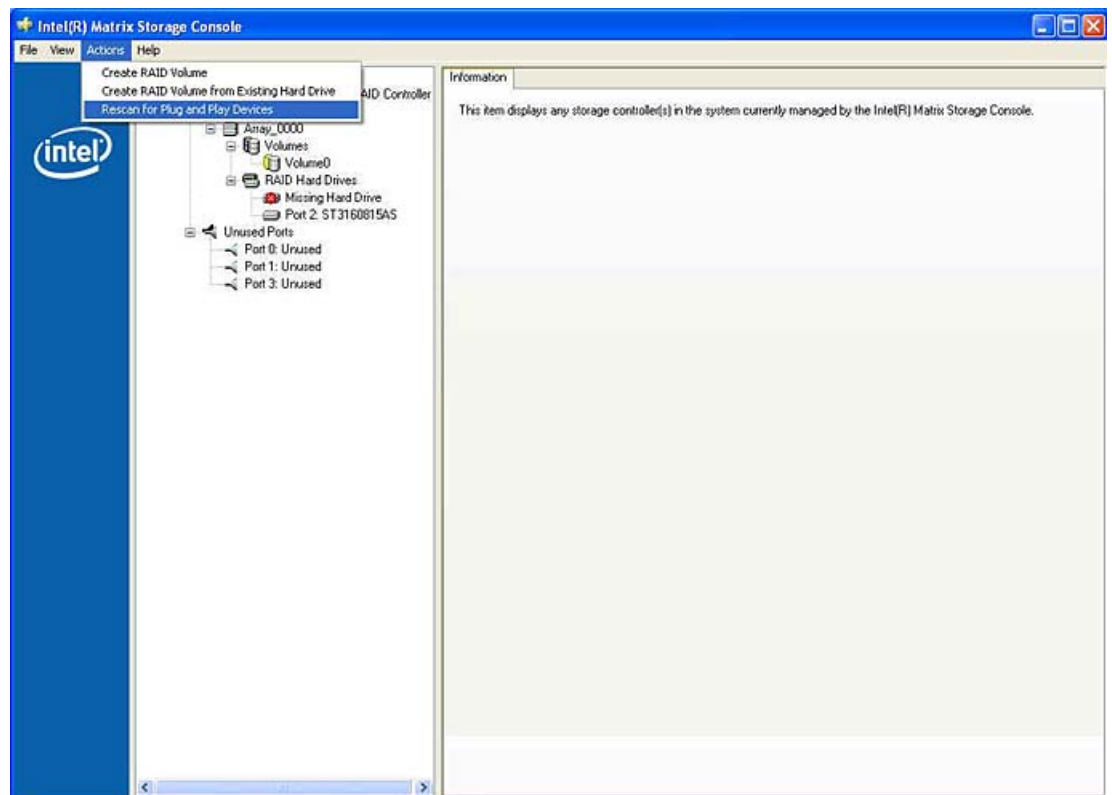 Intel(R) Matrix Storage Console
File View Actions Help
Create RAID Volume
Create RAID Volume from Existing Hard Drive
Rescan for Plug and Play Devices
AID Controller
Array_0000
Volumes
Volume0
RAID Hard Drives
Missing Hard Drive
Port 2: ST3160815AS
Unused Ports
Port 0: Unused
Port 1: Unused
Port 3: Unused
intel
Information
This item displays any storage controller(s) in the system currently managed by the Intel(R) Matrix Storage Console.